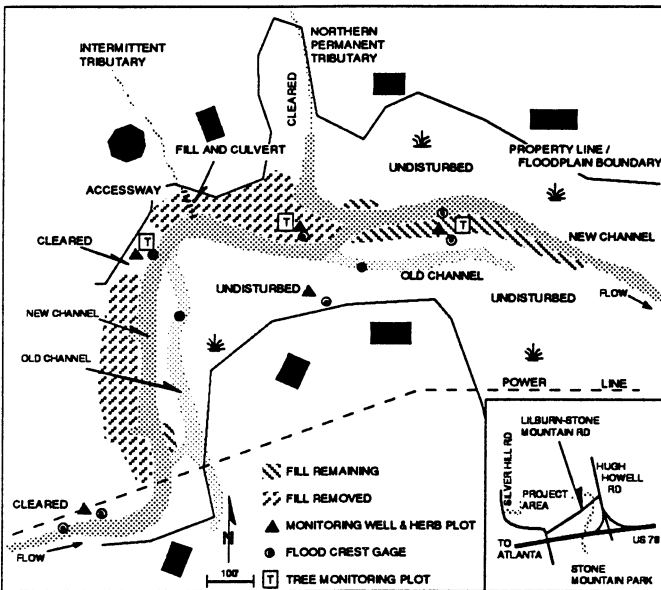 INTERMITTENT
TRIBUTARY
NORTHERN
PERMANENT
TRIBUTARY
CLEARED
FILL AND CULVERT
UNDISTURBED
PROPERTY LINE /
FLOODPLAIN BOUNDARY
ACCESSWAY
T
T
T
CLEARED
NEW CHANNEL
OLD CHANNEL
UNDISTURBED
UNDISTURBED
FLOW
NEW CHANNEL
OLD CHANNEL
POWER LINE
CLEARED
FLOW
N
100'
FILL REMAINING
FILL REMOVED
MONITORING WELL & HERB PLOT
FLOOD CREST GAGE
T TREE MONITORING PLOT
LILBURN-STONE
MOUNTAIN RD
SILVER HILL RD
HUGH
HOWELL
RD
PROJECT
AREA
TO
ATLANTA
US 78
STONE
MOUNTAIN PARK